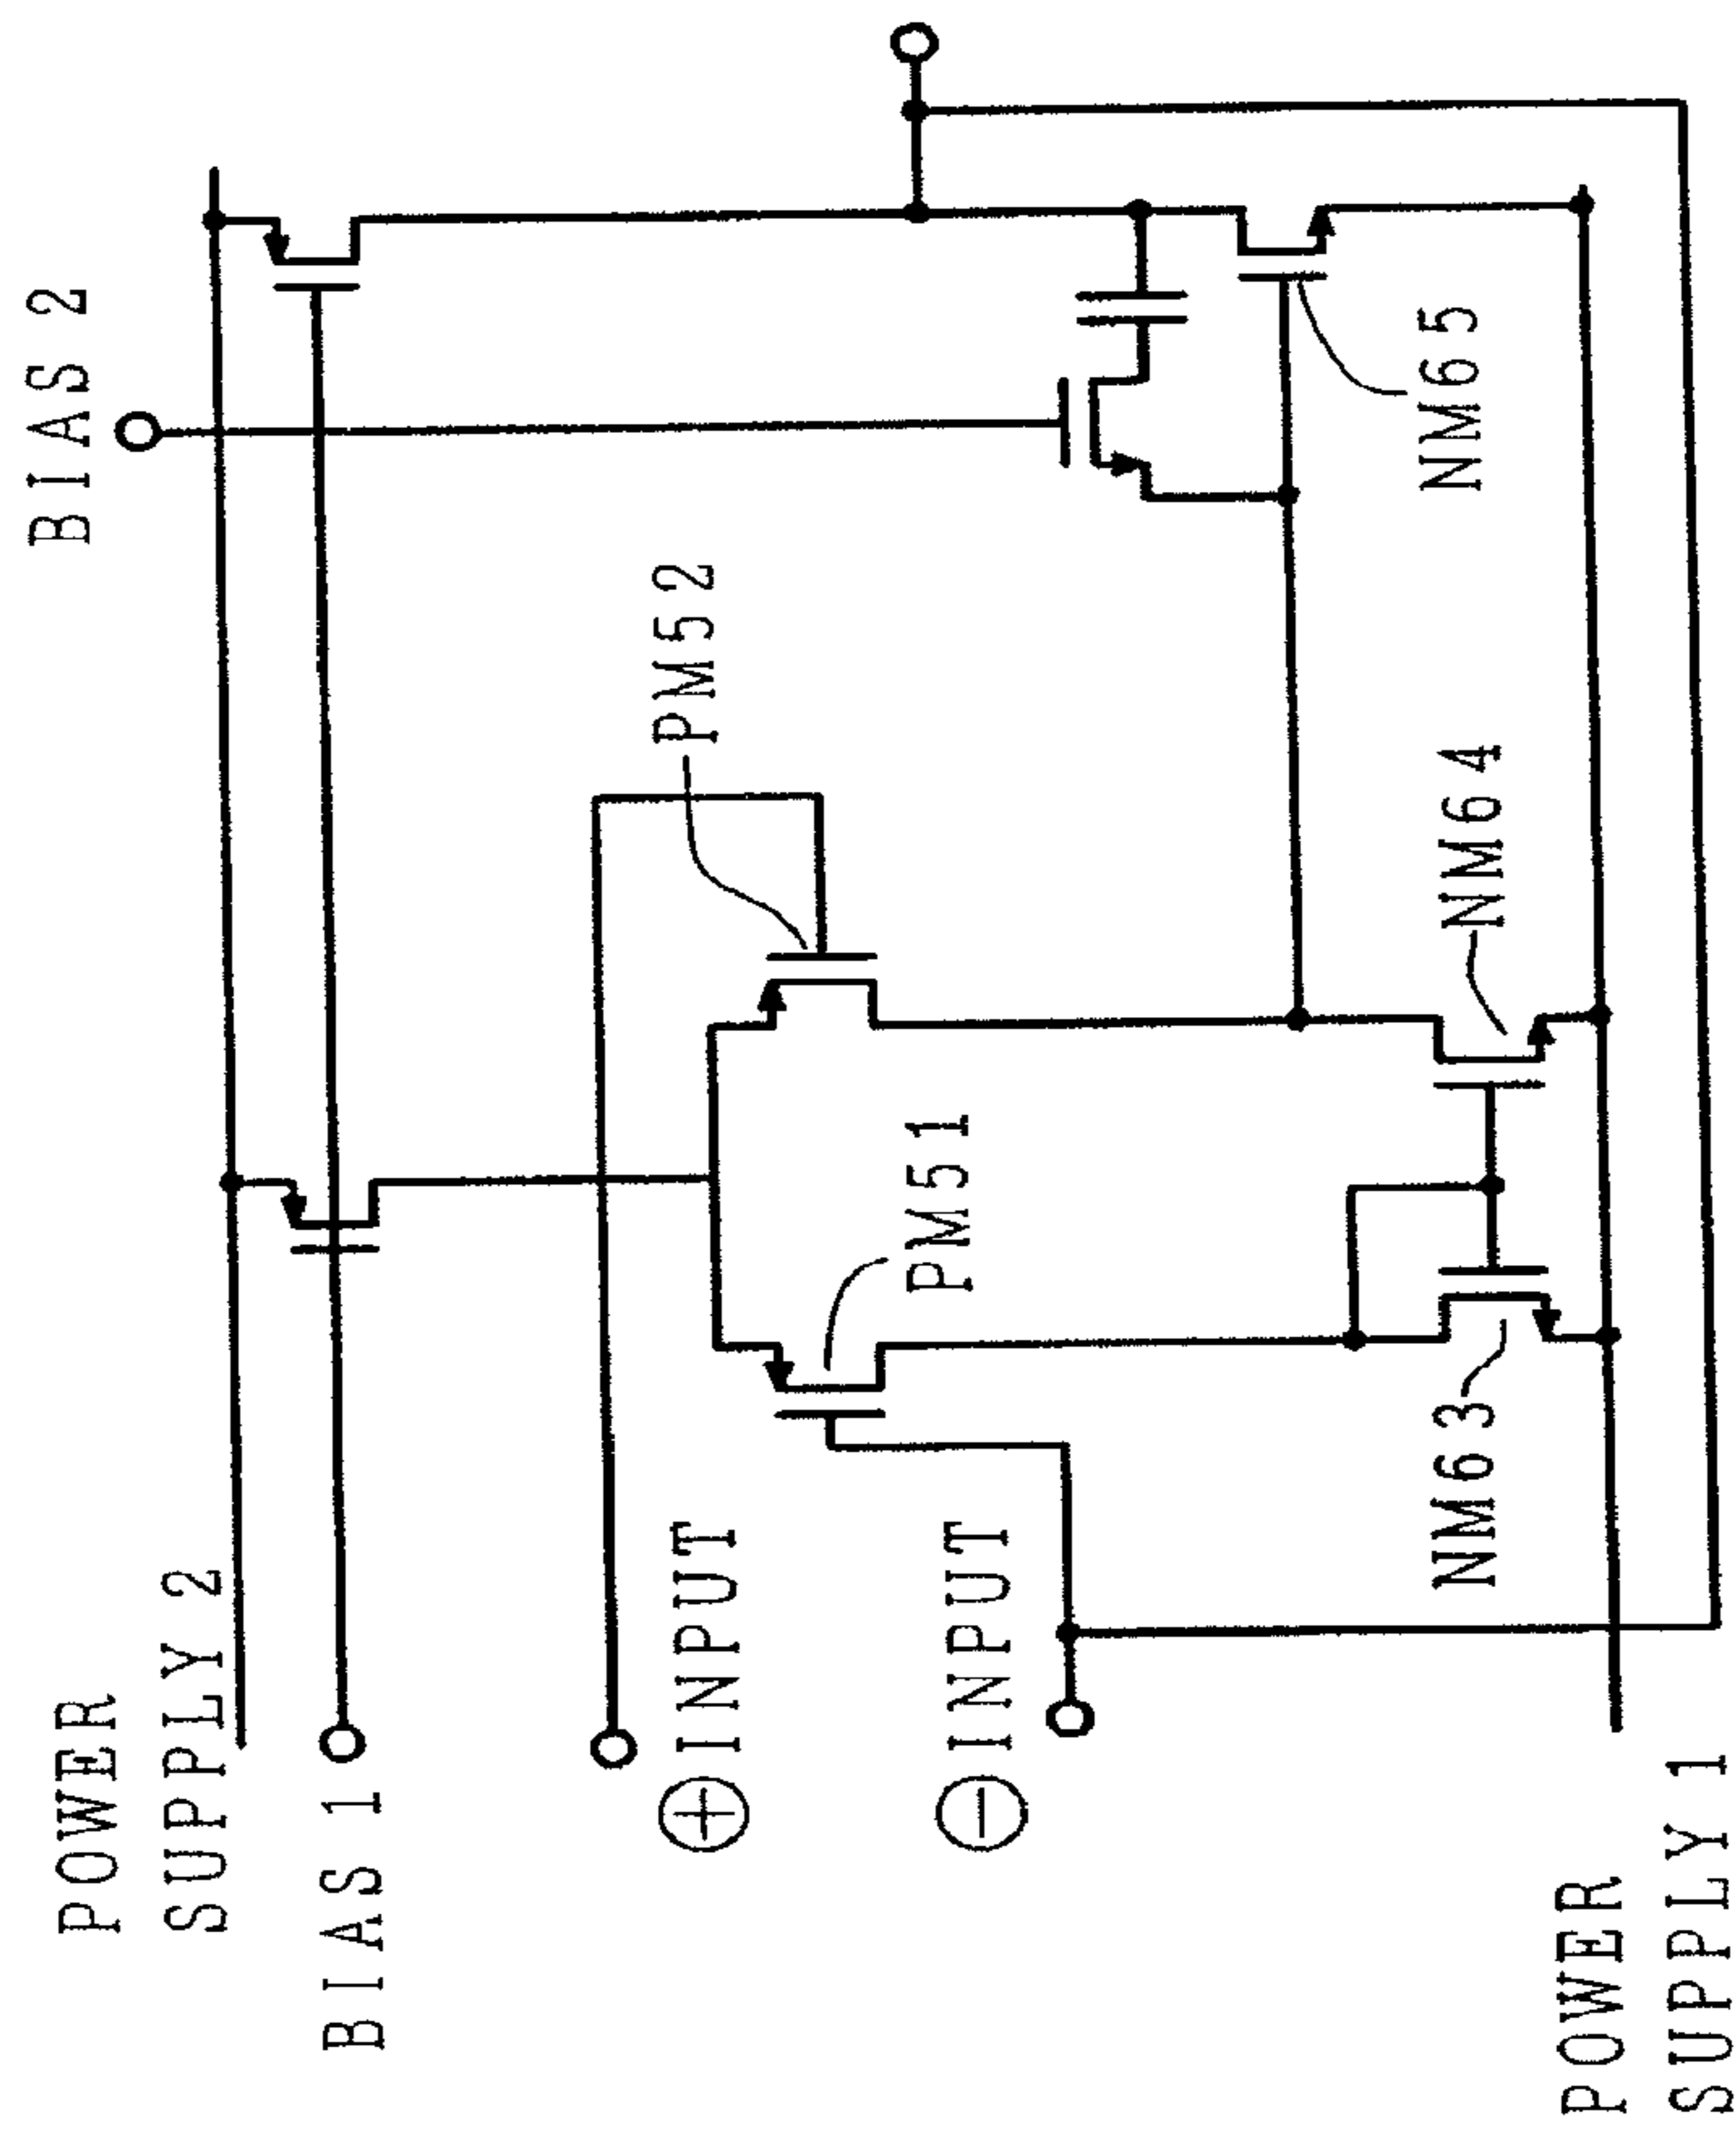 POWER
SUPPLY 2
BIAS 1
BIAS 2
⊕ INPUT
⊖ INPUT
PM51
PM52
NM63
NM64
NM65
POWER
SUPPLY 1